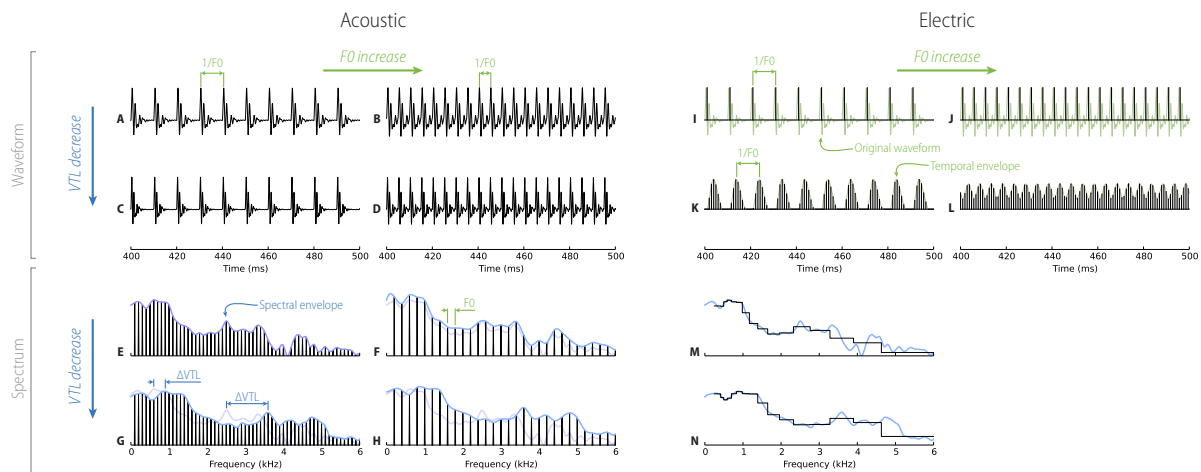 Acoustic
Electric
F0 increase
F0 increase
1/F0
1/F0
1/F0
A
B
I
J
Original waveform
1/F0
Temporal envelope
Waveform
VTL decrease
C
D
K
L
400 420 440 460 480 500
400 420 440 460 480 500
400 420 440 460 480 500
400 420 440 460 480 500
Time (ms)
Time (ms)
Time (ms)
Time (ms)
Spectral envelope
F0
E
F
M
Spectrum
VTL decrease
ΔVTL
ΔVTL
G
H
N
0 1 2 3 4 5 6
0 1 2 3 4 5 6
0 1 2 3 4 5 6
Frequency (kHz)
Frequency (kHz)
Frequency (kHz)